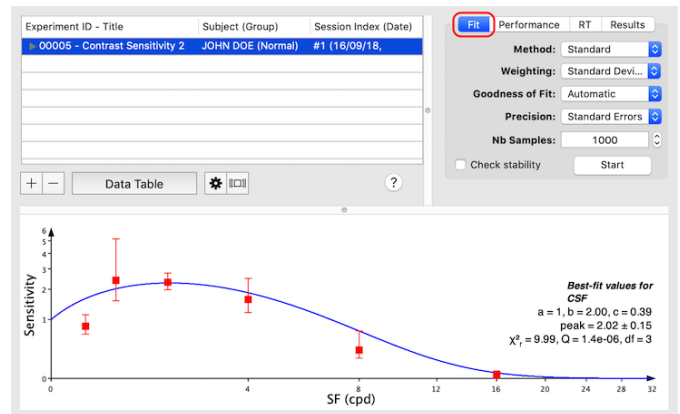 Experiment ID - Title Subject (Group) Session Index (Date)
00005 - Contrast Sensitivity 2 JOHN DOE (Normal) #1 (16/09/18,
+ − Data Table ?
Fit Performance RT Results
Method: Standard
Weighting: Standard Devi...
Goodness of Fit: Automatic
Precision: Standard Errors
Nb Samples: 1000
Check stability Start
6
5
4
3
2
1
0
Sensitivity
Best-fit values for
CSF
a = 1, b = 2.00, c = 0.39
peak = 2.02 ± 0.15
χ²r = 9.99, Q = 1.4e-06, df = 3
0 4 8 12 16 20 24 28 32
SF (cpd)